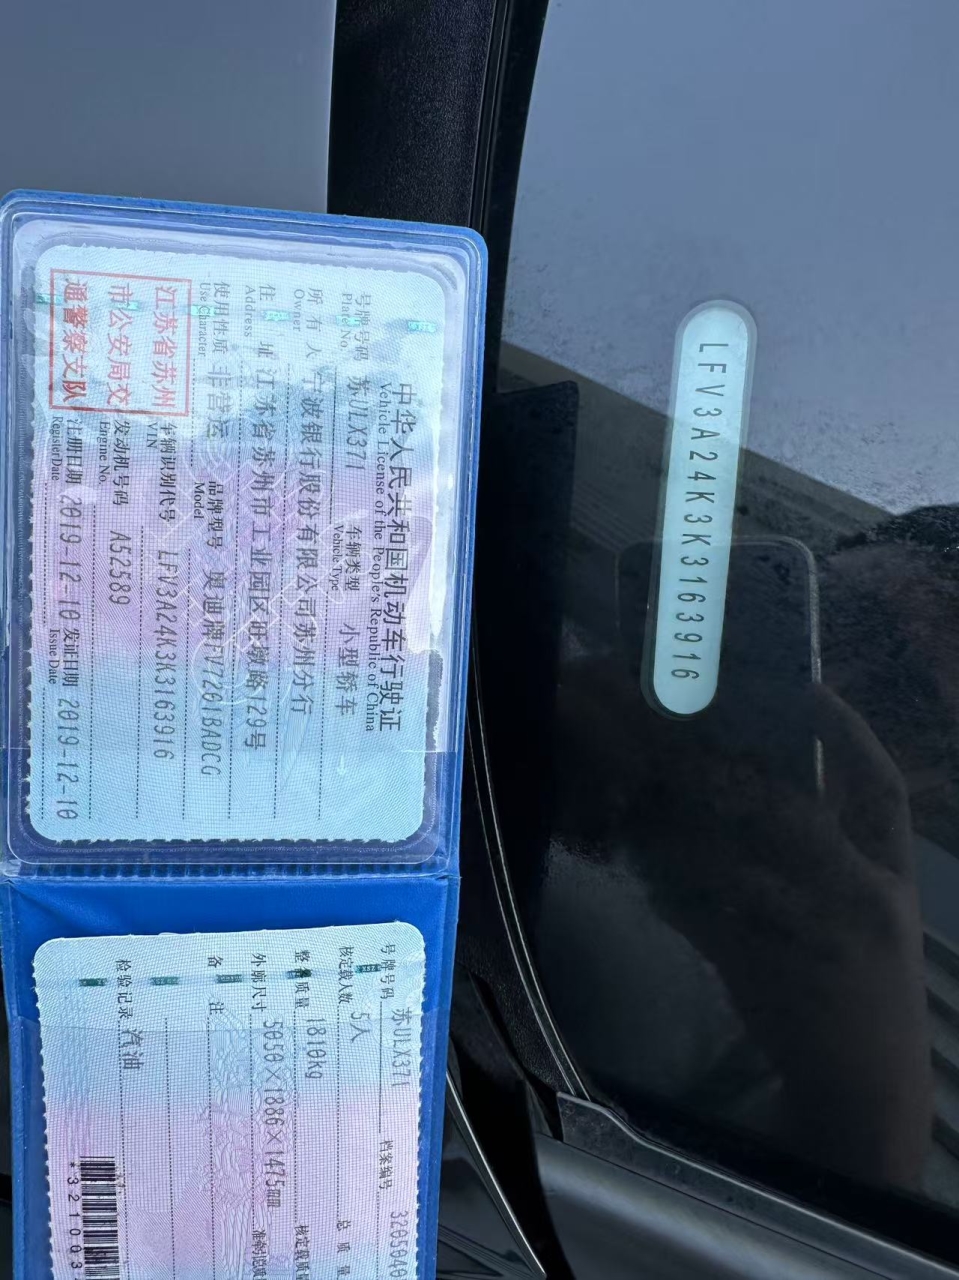 中华人民共和国机动车行驶证
Vehicle License of the People's Republic of China
号牌号码 苏ULX371 车辆类型 小型轿车
Plate No. Vehicle Type
所有人 宁波银行股份有限公司苏州分行
Owner
住址 江苏省苏州市工业园区旺墩路129号
Address
使用性质 非营运 品牌型号 奥迪牌FV7201BADCG
Use Character Model
江苏省苏州
市公安局交
通警察支队
车辆识别代号 LFV3A24K3K3163916
VIN
发动机号码 A52589
Engine No.
注册日期 2019-12-10 发证日期 2019-12-10
Register Date Issue Date
号牌号码 苏ULX371 档案编号 3205040
核定载人数 5人 总质量
整备质量 1810kg 核定载质
外廓尺寸 5050×1886×1475mm
备注
检验记录 汽油
*321003
LFV3A24K3K3163916